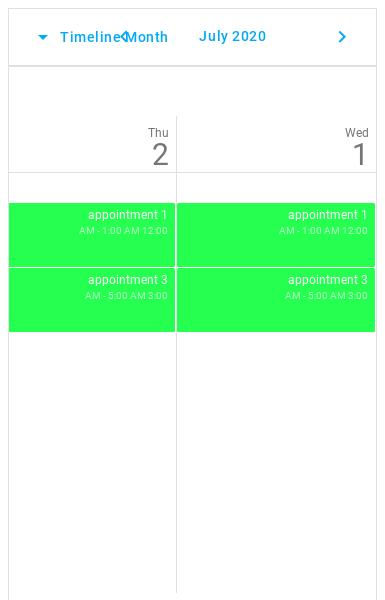 Timeline Month
July 2020
Thu
2
Wed
1
appointment 1
AM - 1:00 AM 12:00
appointment 1
AM - 1:00 AM 12:00
appointment 3
AM - 5:00 AM 3:00
appointment 3
AM - 5:00 AM 3:00